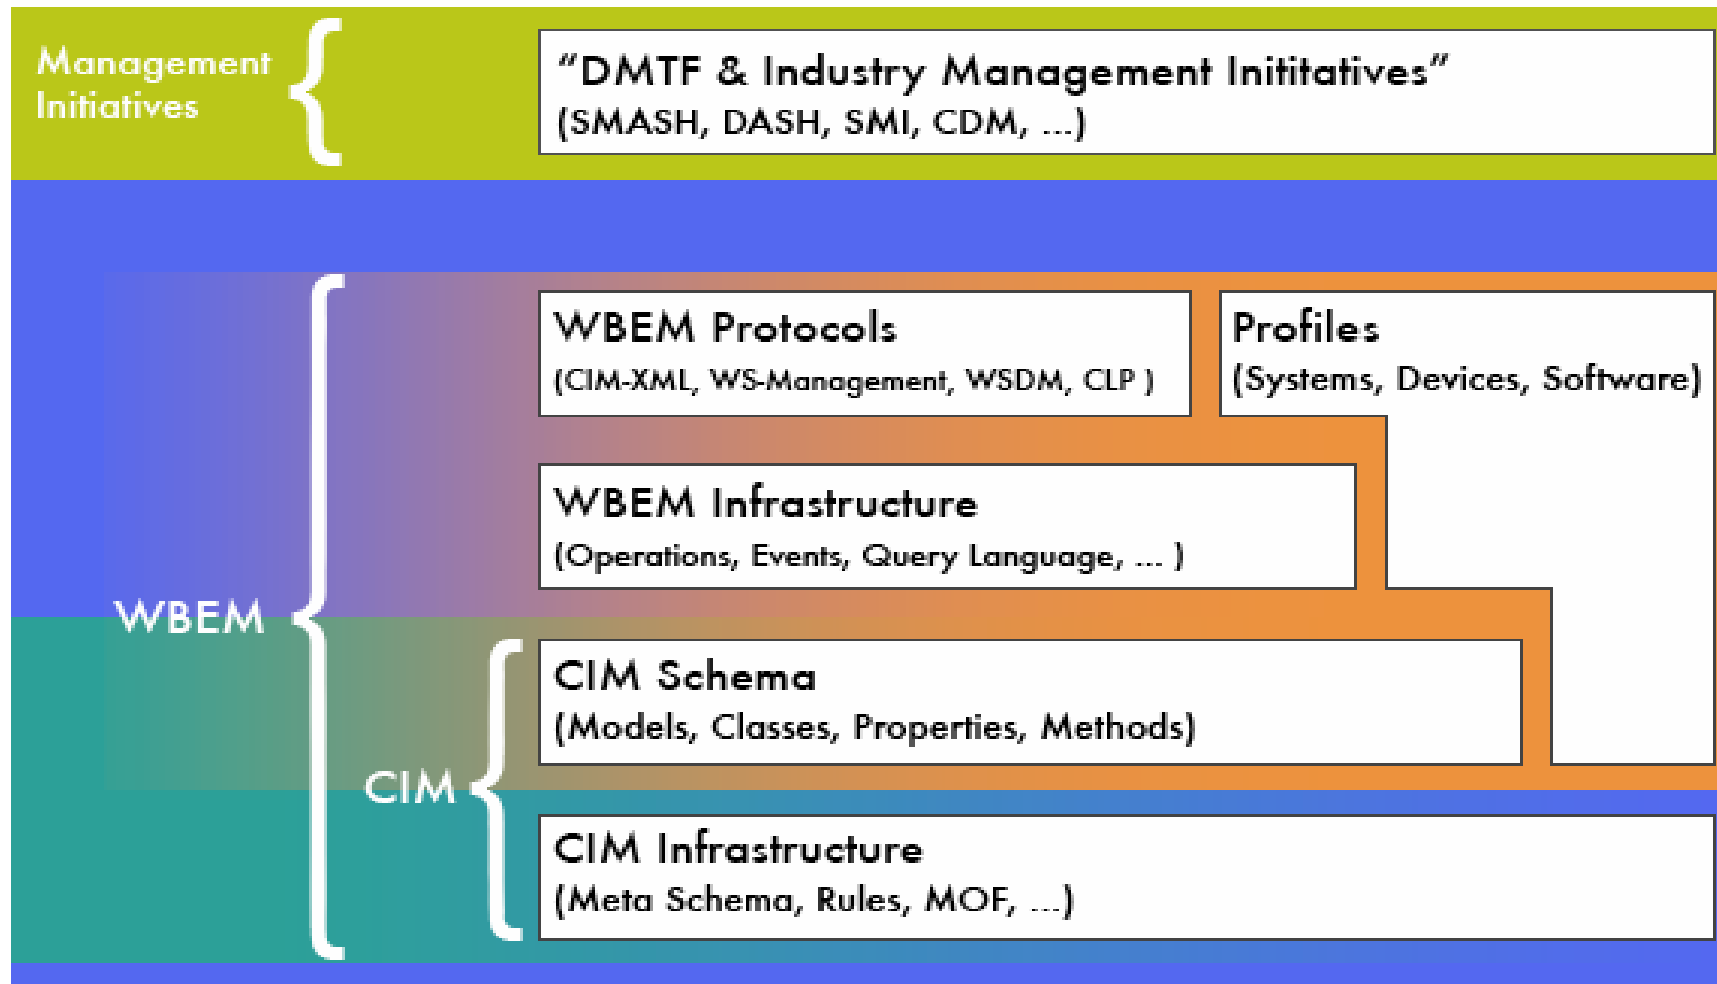 Management
Initiatives
“DMTF & Industry Management Inititatives”
(SMASH, DASH, SMI, CDM, ...)
WBEM Protocols
(CIM-XML, WS-Management, WSDM, CLP )
Profiles
(Systems, Devices, Software)
WBEM Infrastructure
(Operations, Events, Query Language, ... )
WBEM
CIM Schema
(Models, Classes, Properties, Methods)
CIM
CIM Infrastructure
(Meta Schema, Rules, MOF, ...)